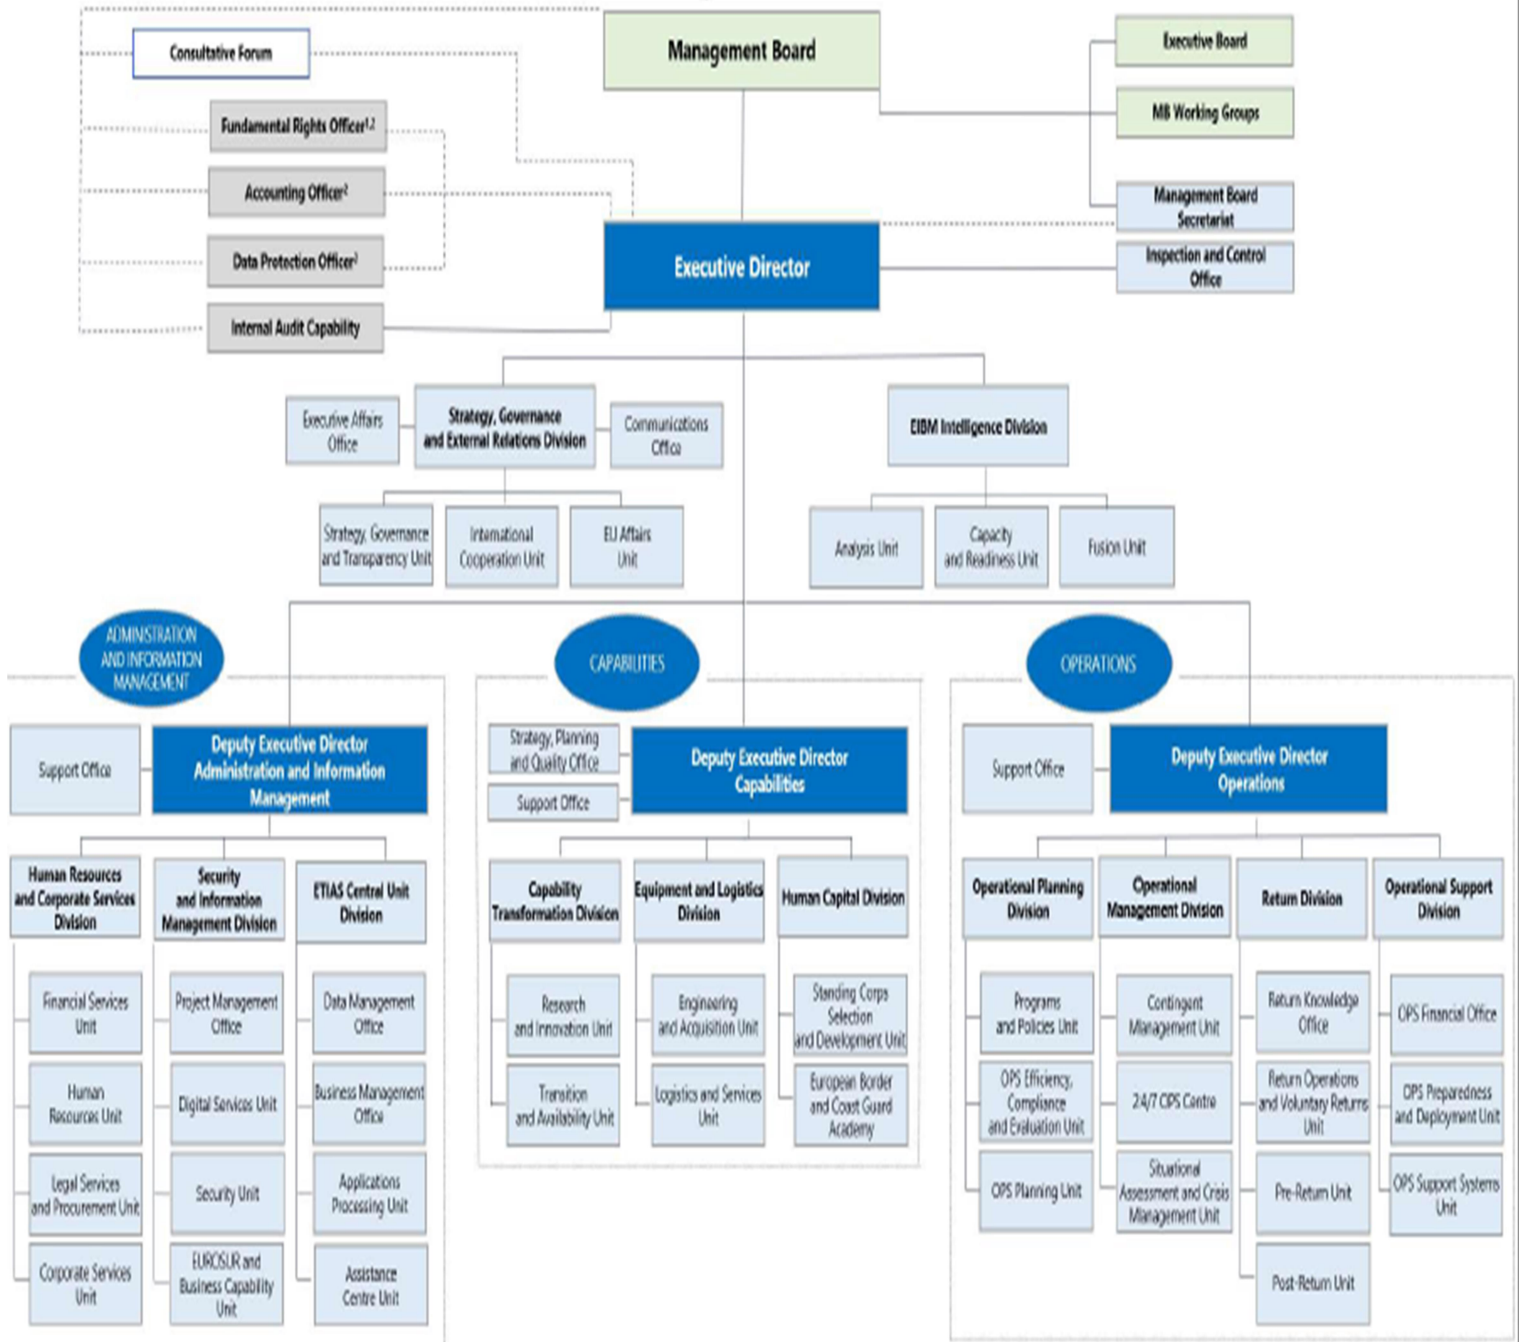 Consultative Forum
Management Board
Executive Board
MB Working Groups
Fundamental Rights Officer1,2
Accounting Officer2
Data Protection Officer
Internal Audit Capability
Management Board
Secretariat
Executive Director
Inspection and Control
Office
Executive Affairs
Office
Strategy, Governance
and External Relations Division
Communications
Office
EIBM Intelligence Division
Strategy, Governance
and Transparency Unit
International
Cooperation Unit
EU Affairs
Unit
Analysis Unit
Capacity
and Readiness Unit
Fusion Unit
ADMINISTRATION
AND INFORMATION
MANAGEMENT
CAPABILITIES
OPERATIONS
Support Office
Deputy Executive Director
Administration and Information
Management
Strategy, Planning
and Quality Office
Support Office
Deputy Executive Director
Capabilities
Support Office
Deputy Executive Director
Operations
Human Resources
and Corporate Services
Division
Security
and Information
Management Division
ETIAS Central Unit
Division
Capability
Transformation Division
Equipment and Logistics
Division
Human Capital Division
Operational Planning
Division
Operational
Management Division
Return Division
Operational Support
Division
Financial Services
Unit
Human
Resources Unit
Legal Services
and Procurement Unit
Corporate Services
Unit
Project Management
Office
Digital Services Unit
Security Unit
EUROSUR and
Business Capability
Unit
Data Management
Office
Business Management
Office
Applications
Processing Unit
Assistance
Centre Unit
Research
and Innovation Unit
Transition
and Availability Unit
Engineering
and Acquisition Unit
Logistics and Services
Unit
Standing Corps
Selection
and Development Unit
European Border
and Coast Guard
Academy
Programs
and Policies Unit
OPS Efficiency,
Compliance
and Evaluation Unit
OPS Planning Unit
Contingent
Management Unit
24/7 OPS Centre
Situational
Assessment and Crisis
Management Unit
Return Knowledge
Office
Return Operations
and Voluntary Returns
Unit
Pre-Return Unit
Post-Return Unit
OPS Financial Office
OPS Preparedness
and Deployment Unit
OPS Support Systems
Unit